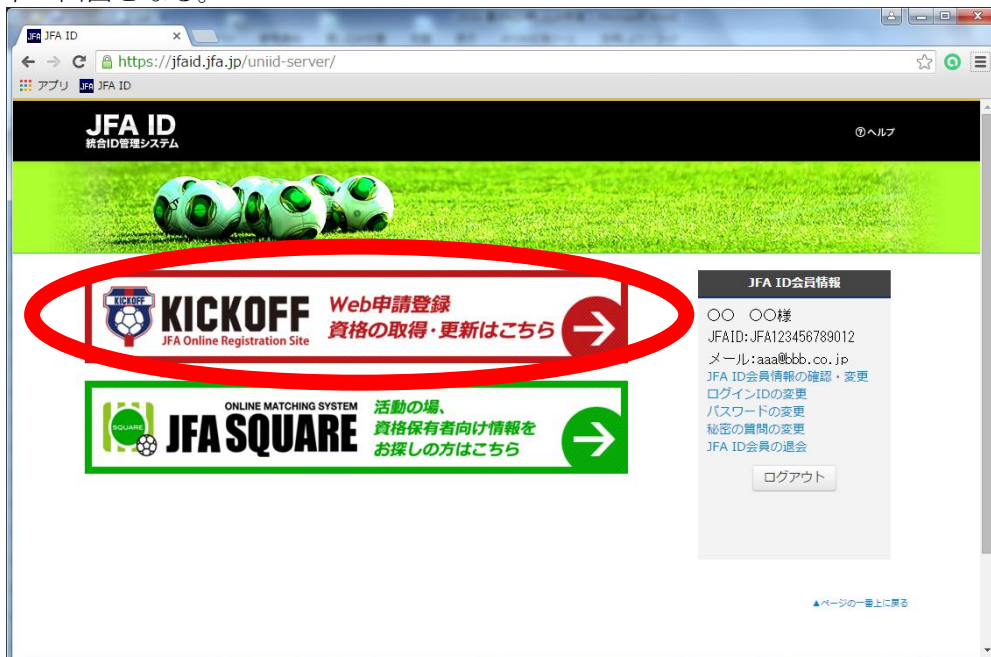 画面となる。
JFA JFA ID
https://jfaid.jfa.jp/uniid-server/
アプリ JFA JFA ID
JFA ID
統合ID管理システム
ヘルプ
KICKOFF
KICKOFF
JFA Online Registration Site
Web申請登録
資格の取得・更新はこちら
SQUARE
ONLINE MATCHING SYSTEM
JFA SQUARE
活動の場、
資格保有者向け情報を
お探しの方はこちら
JFA ID会員情報
○○ ○○様
JFAID:JFA123456789012
メール:aaa@bbb.co.jp
JFA ID会員情報の確認・変更
ログインIDの変更
パスワードの変更
秘密の質問の変更
JFA ID会員の退会
ログアウト
▲ページの一番上に戻る